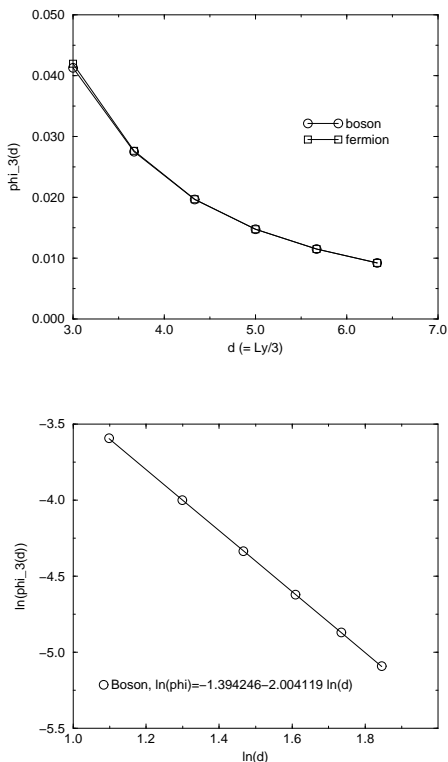 0.050
0.040
0.030
0.020
0.010
0.000
phi_3(d)
boson
fermion
3.0 4.0 5.0 6.0 7.0
d (= Ly/3)
−3.5
−4.0
−4.5
−5.0
−5.5
ln(phi_3(d))
Boson, ln(phi)=−1.394246−2.004119 ln(d)
1.0 1.2 1.4 1.6 1.8
ln(d)